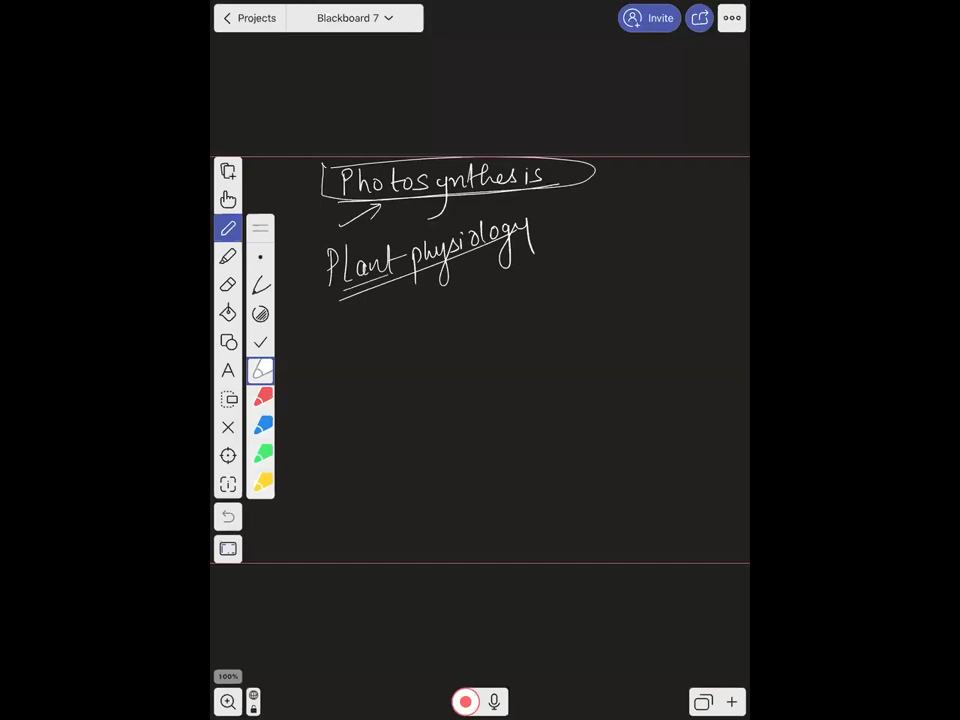 Projects Blackboard 7 Invite
Photosynthesis
Plant physiology
A
100%